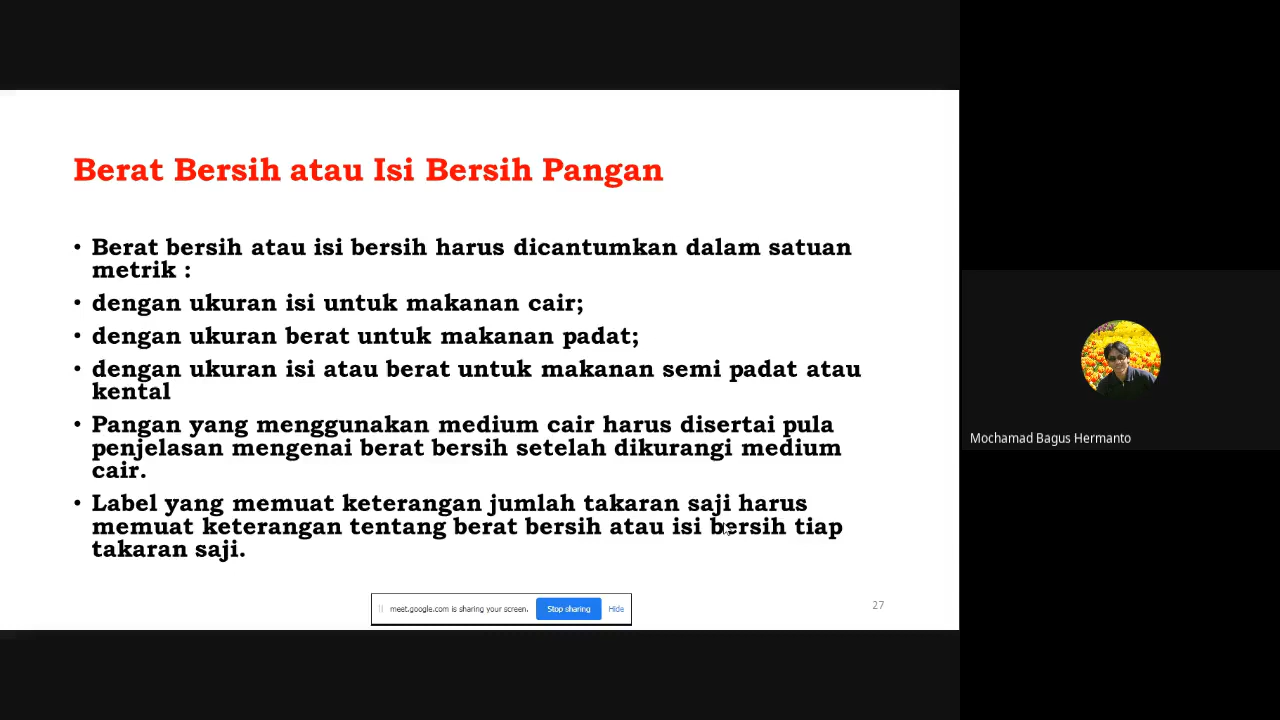 Berat Bersih atau Isi Bersih Pangan
• Berat bersih atau isi bersih harus dicantumkan dalam satuan
metrik :
• dengan ukuran isi untuk makanan cair;
• dengan ukuran berat untuk makanan padat;
• dengan ukuran isi atau berat untuk makanan semi padat atau
kental
• Pangan yang menggunakan medium cair harus disertai pula
penjelasan mengenai berat bersih setelah dikurangi medium
cair.
• Label yang memuat keterangan jumlah takaran saji harus
memuat keterangan tentang berat bersih atau isi bersih tiap
takaran saji.
meet.google.com is sharing your screen. Stop sharing Hide
27
Mochamad Bagus Hermanto